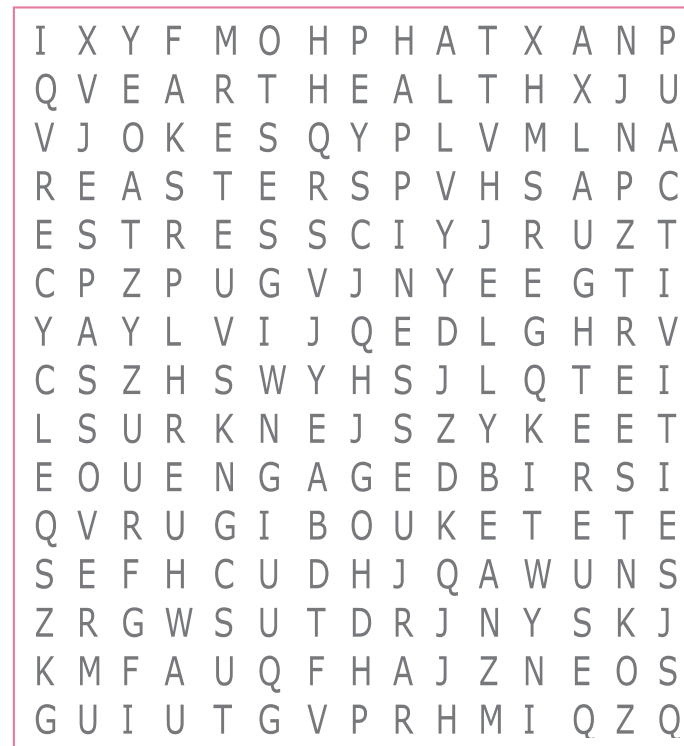 I X Y F M O H P H A T X A N P
Q V E A R T H E A L T H X J U
V J O K E S Q Y P L V M L N A
R E A S T E R S P V H S A P C
E S T R E S S C I Y J R U Z T
C P Z P U G V J N Y E E G T I
Y A Y L V I J Q E D L G H R V
C S Z H S W Y H S J L Q T E I
L S U R K N E J S Z Y K E E T
E O U E N G A G E D B I R S I
Q V R U G I B O U K E T E T E
S E F H C U D H J Q A W U N S
Z R G W S U T D R J N Y S K J
K M F A U Q F H A J Z N E O S
G U I U T G V P R H M I Q Z Q